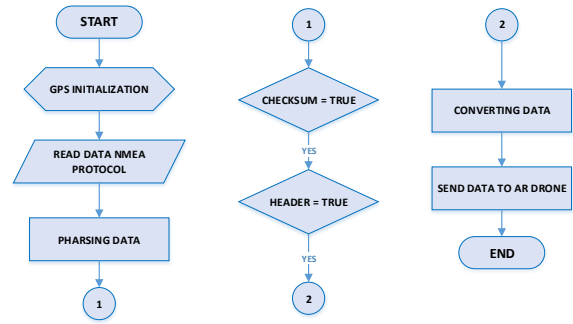 START
GPS INITIALIZATION
READ DATA NMEA
PROTOCOL
PHARSING DATA
1
1
CHECKSUM = TRUE
YES
HEADER = TRUE
YES
2
2
CONVERTING DATA
SEND DATA TO AR DRONE
END